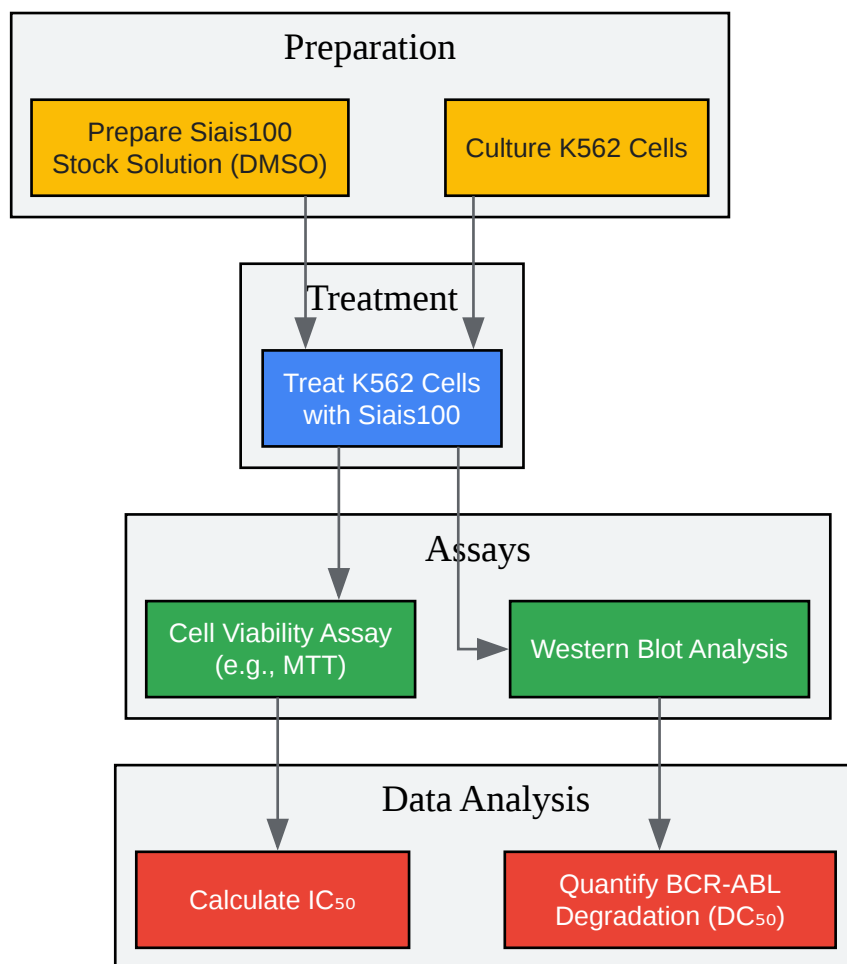 Preparation
Prepare Siais100
Stock Solution (DMSO)
Culture K562 Cells
Treatment
Treat K562 Cells
with Siais100
Assays
Cell Viability Assay
(e.g., MTT)
Western Blot Analysis
Data Analysis
Calculate IC₅₀
Quantify BCR-ABL
Degradation (DC₅₀)